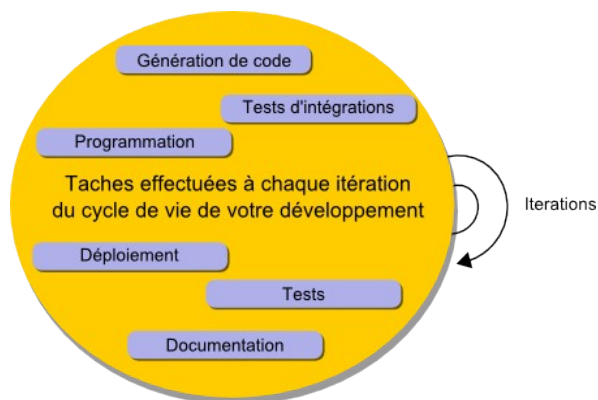 Génération de code
Tests d'intégrations
Programmation
Taches effectuées à chaque itération
du cycle de vie de votre développement
Iterations
Déploiement
Tests
Documentation